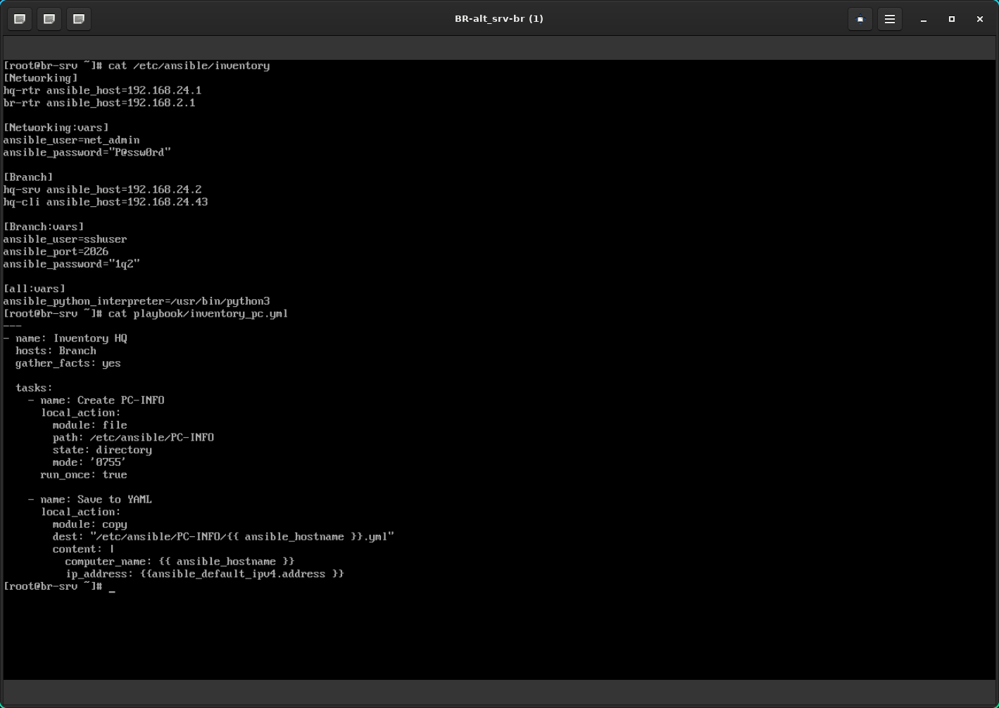 BR-alt_srv-br (1)
[root@br-srv ~]# cat /etc/ansible/inventory
[Networking]
hq-rtr ansible_host=192.168.24.1
br-rtr ansible_host=192.168.2.1
[Networking:vars]
ansible_user=net_admin
ansible_password="P@ssw0rd"
[Branch]
hq-srv ansible_host=192.168.24.2
hq-cli ansible_host=192.168.24.43
[Branch:vars]
ansible_user=sshuser
ansible_port=2026
ansible_password="1q2"
[all:vars]
ansible_python_interpreter=/usr/bin/python3
[root@br-srv ~]# cat playbook/inventory_pc.yml
---
- name: Inventory HQ
  hosts: Branch
  gather_facts: yes
  tasks:
    - name: Create PC-INFO
      local_action:
        module: file
        path: /etc/ansible/PC-INFO
        state: directory
        mode: '0755'
      run_once: true
    - name: Save to YAML
      local_action:
        module: copy
        dest: "/etc/ansible/PC-INFO/{{ ansible_hostname }}.yml"
        content: |
          computer_name: {{ ansible_hostname }}
          ip_address: {{ansible_default_ipv4.address }}
[root@br-srv ~]# _